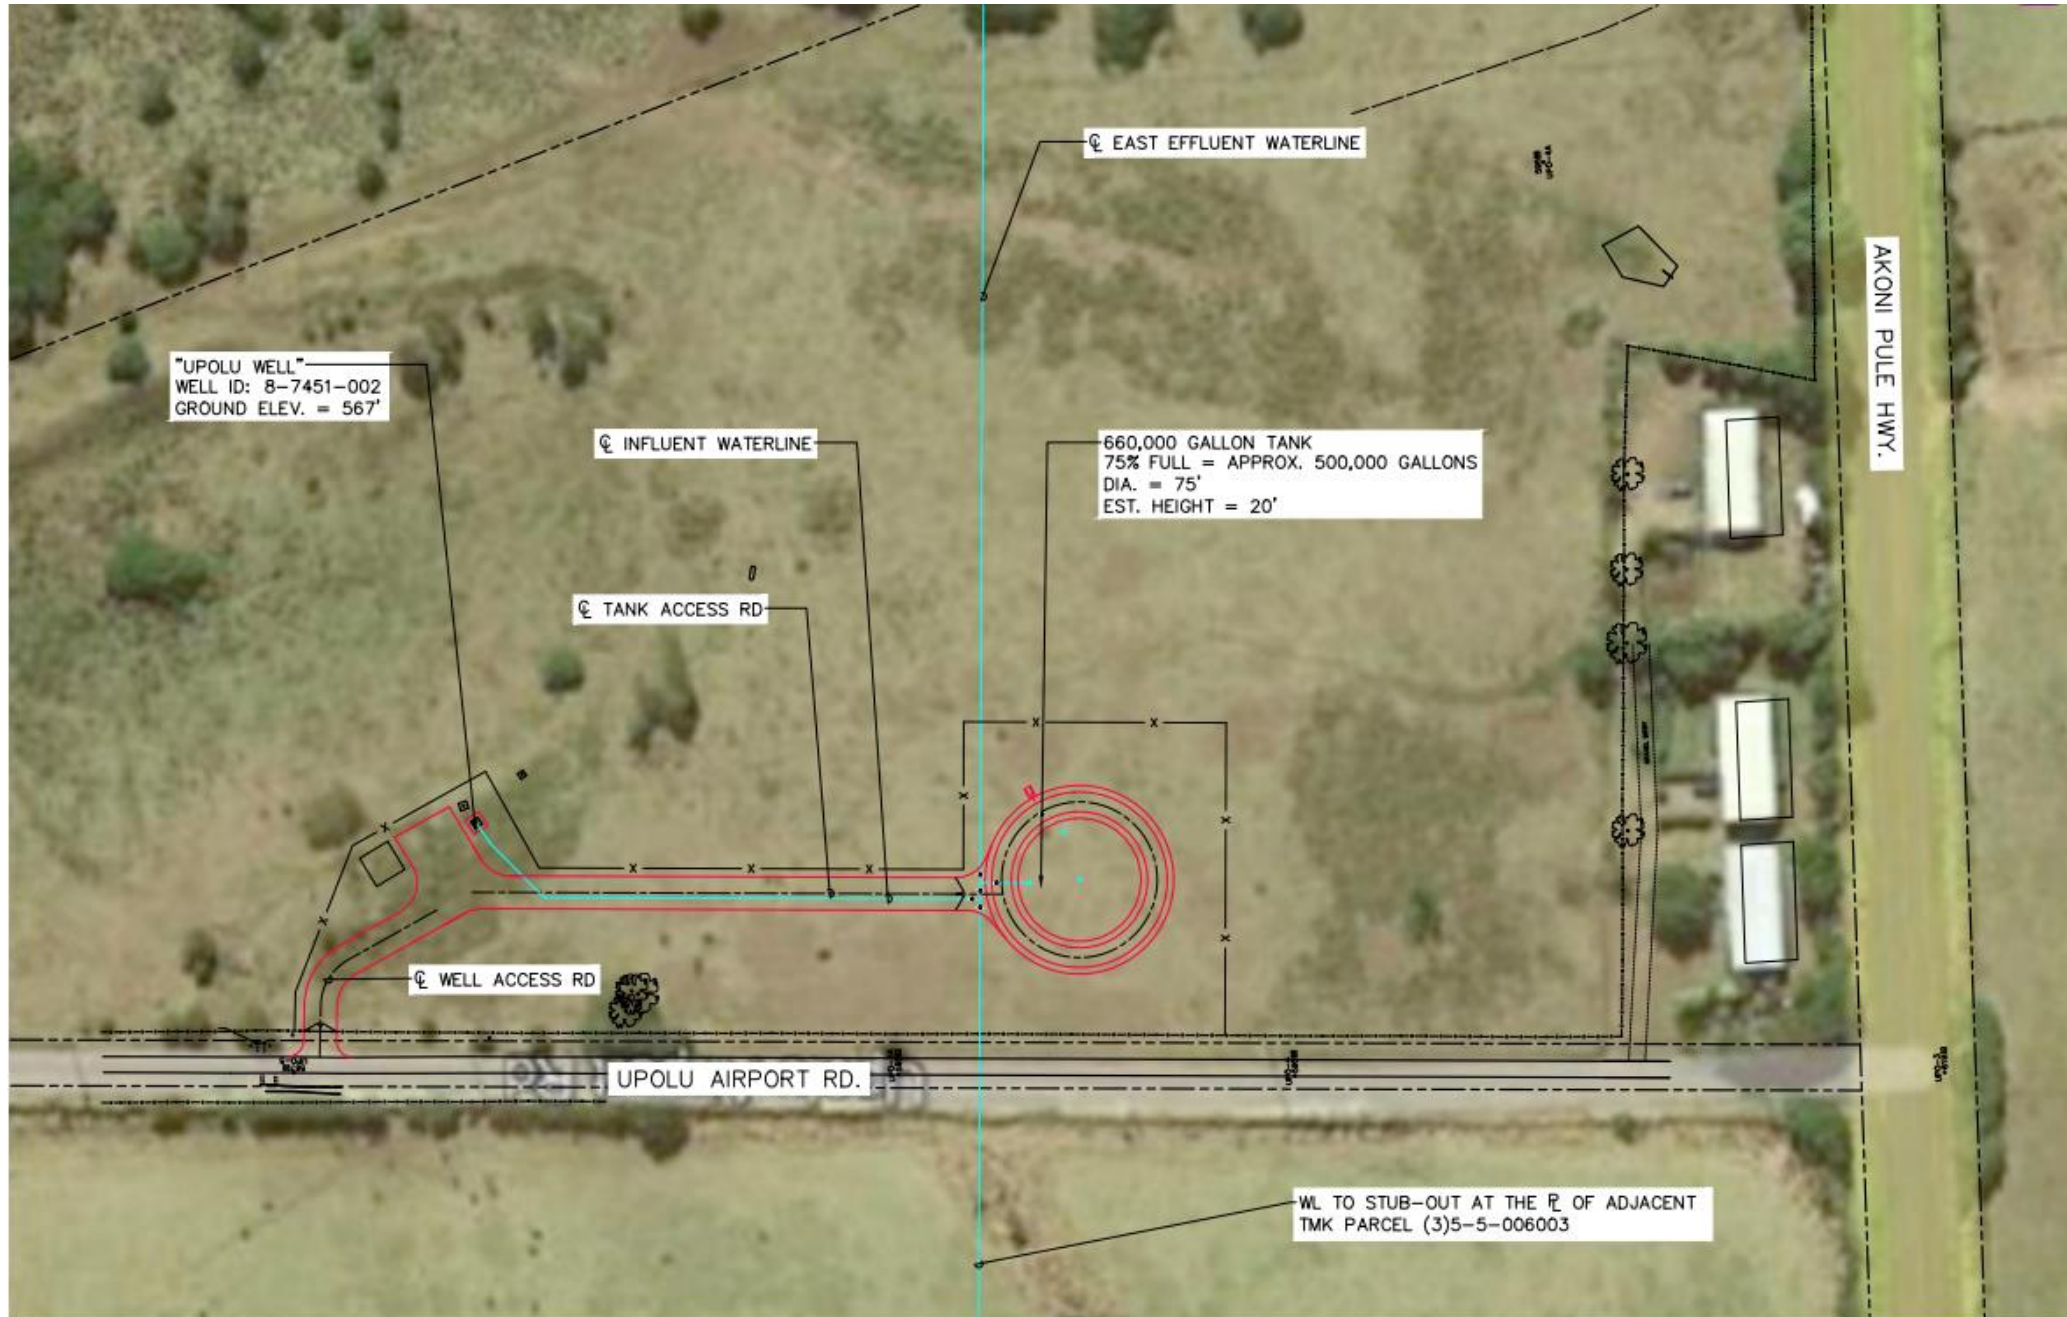 ℄ EAST EFFLUENT WATERLINE
AKONI PULE HWY.
"UPOLU WELL"
WELL ID: 8-7451-002
GROUND ELEV. = 567'
℄ INFLUENT WATERLINE
660,000 GALLON TANK
75% FULL = APPROX. 500,000 GALLONS
DIA. = 75'
EST. HEIGHT = 20'
℄ TANK ACCESS RD
X X
X X
X
X X X
X
X
℄ WELL ACCESS RD
UPOLU AIRPORT RD.
WL TO STUB-OUT AT THE ⅊ OF ADJACENT
TMK PARCEL (3)5-5-006003